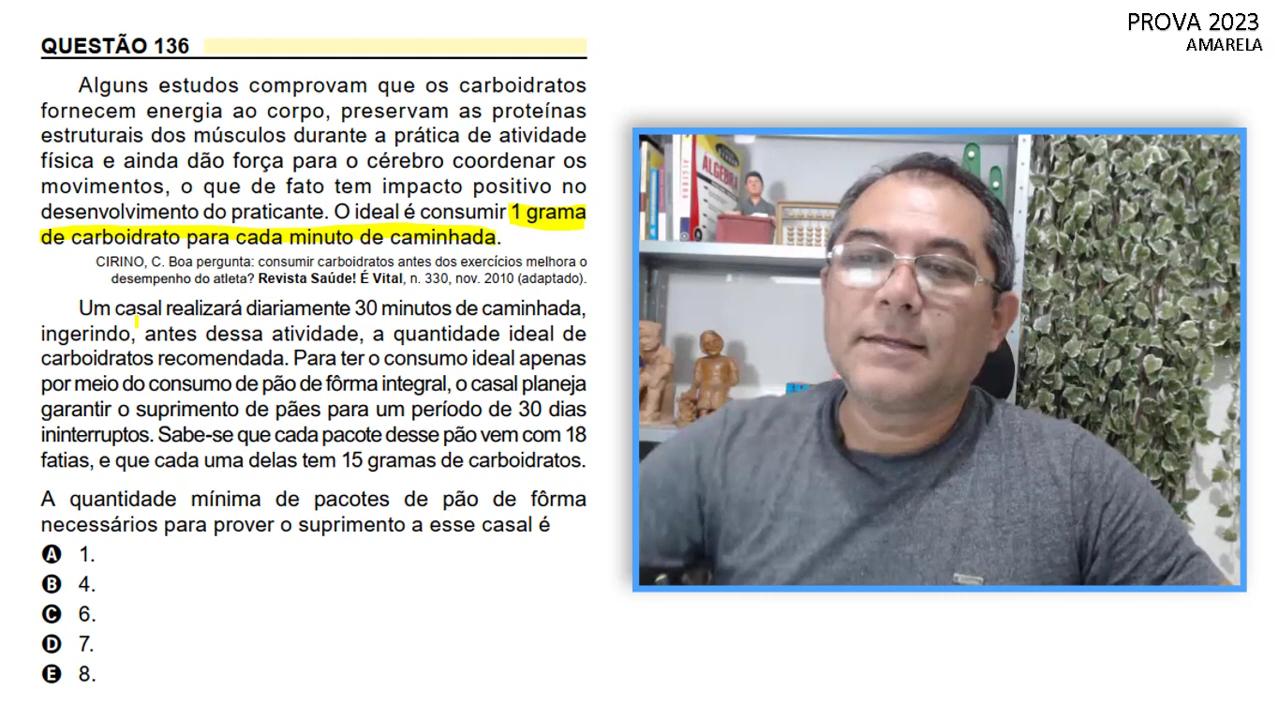 PROVA 2023
AMARELA
QUESTÃO 136
Alguns estudos comprovam que os carboidratos
fornecem energia ao corpo, preservam as proteínas
estruturais dos músculos durante a prática de atividade
física e ainda dão força para o cérebro coordenar os
movimentos, o que de fato tem impacto positivo no
desenvolvimento do praticante. O ideal é consumir 1 grama
de carboidrato para cada minuto de caminhada.
CIRINO, C. Boa pergunta: consumir carboidratos antes dos exercícios melhora o
desempenho do atleta? Revista Saúde! É Vital, n. 330, nov. 2010 (adaptado).
Um casal realizará diariamente 30 minutos de caminhada,
ingerindo, antes dessa atividade, a quantidade ideal de
carboidratos recomendada. Para ter o consumo ideal apenas
por meio do consumo de pão de fôrma integral, o casal planeja
garantir o suprimento de pães para um período de 30 dias
ininterruptos. Sabe-se que cada pacote desse pão vem com 18
fatias, e que cada uma delas tem 15 gramas de carboidratos.
A quantidade mínima de pacotes de pão de fôrma
necessários para prover o suprimento a esse casal é
A 1.
B 4.
C 6.
D 7.
E 8.
ALGEBRA